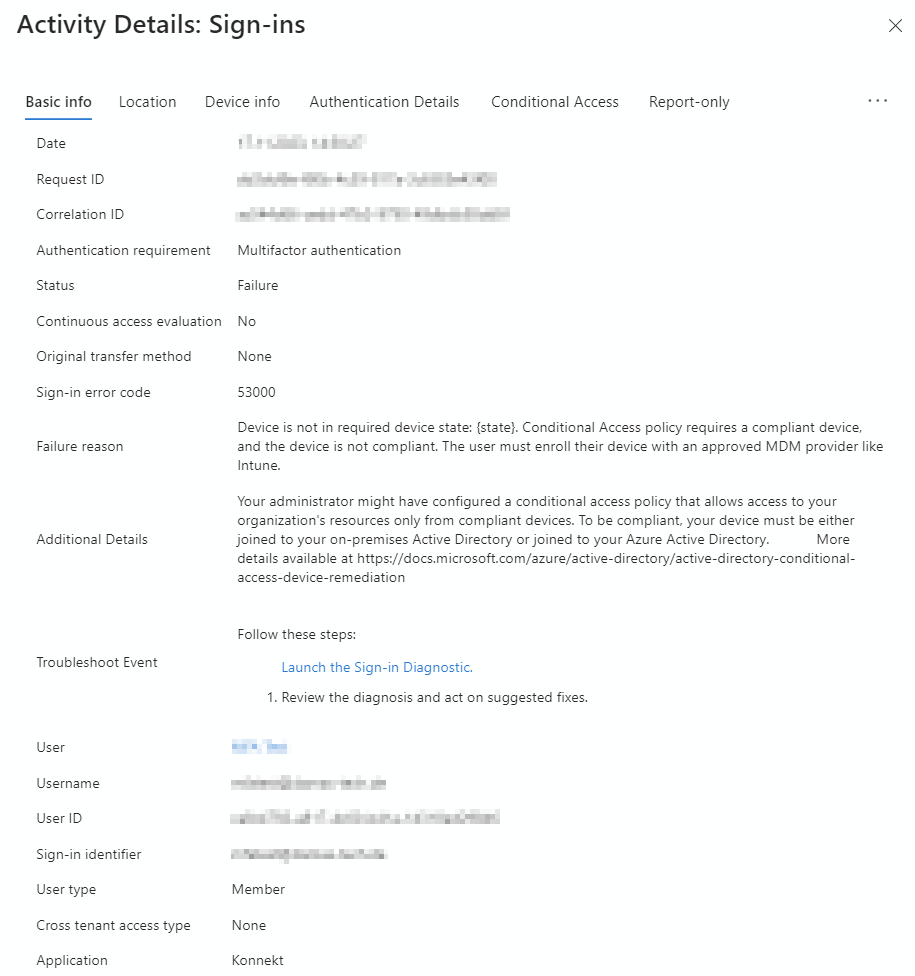 Activity Details: Sign-ins
Basic info Location Device info Authentication Details Conditional Access Report-only ...
Date
Request ID
Correlation ID
Authentication requirement Multifactor authentication
Status Failure
Continuous access evaluation No
Original transfer method None
Sign-in error code 53000
Device is not in required device state: {state}. Conditional Access policy requires a compliant device,
Failure reason and the device is not compliant. The user must enroll their device with an approved MDM provider like
Intune.
Your administrator might have configured a conditional access policy that allows access to your
organization's resources only from compliant devices. To be compliant, your device must be either
Additional Details joined to your on-premises Active Directory or joined to your Azure Active Directory. More
details available at https://docs.microsoft.com/azure/active-directory/active-directory-conditional-
access-device-remediation
Follow these steps:
Troubleshoot Event Launch the Sign-in Diagnostic.
1. Review the diagnosis and act on suggested fixes.
User
Username
User ID
Sign-in identifier
User type Member
Cross tenant access type None
Application Konnekt